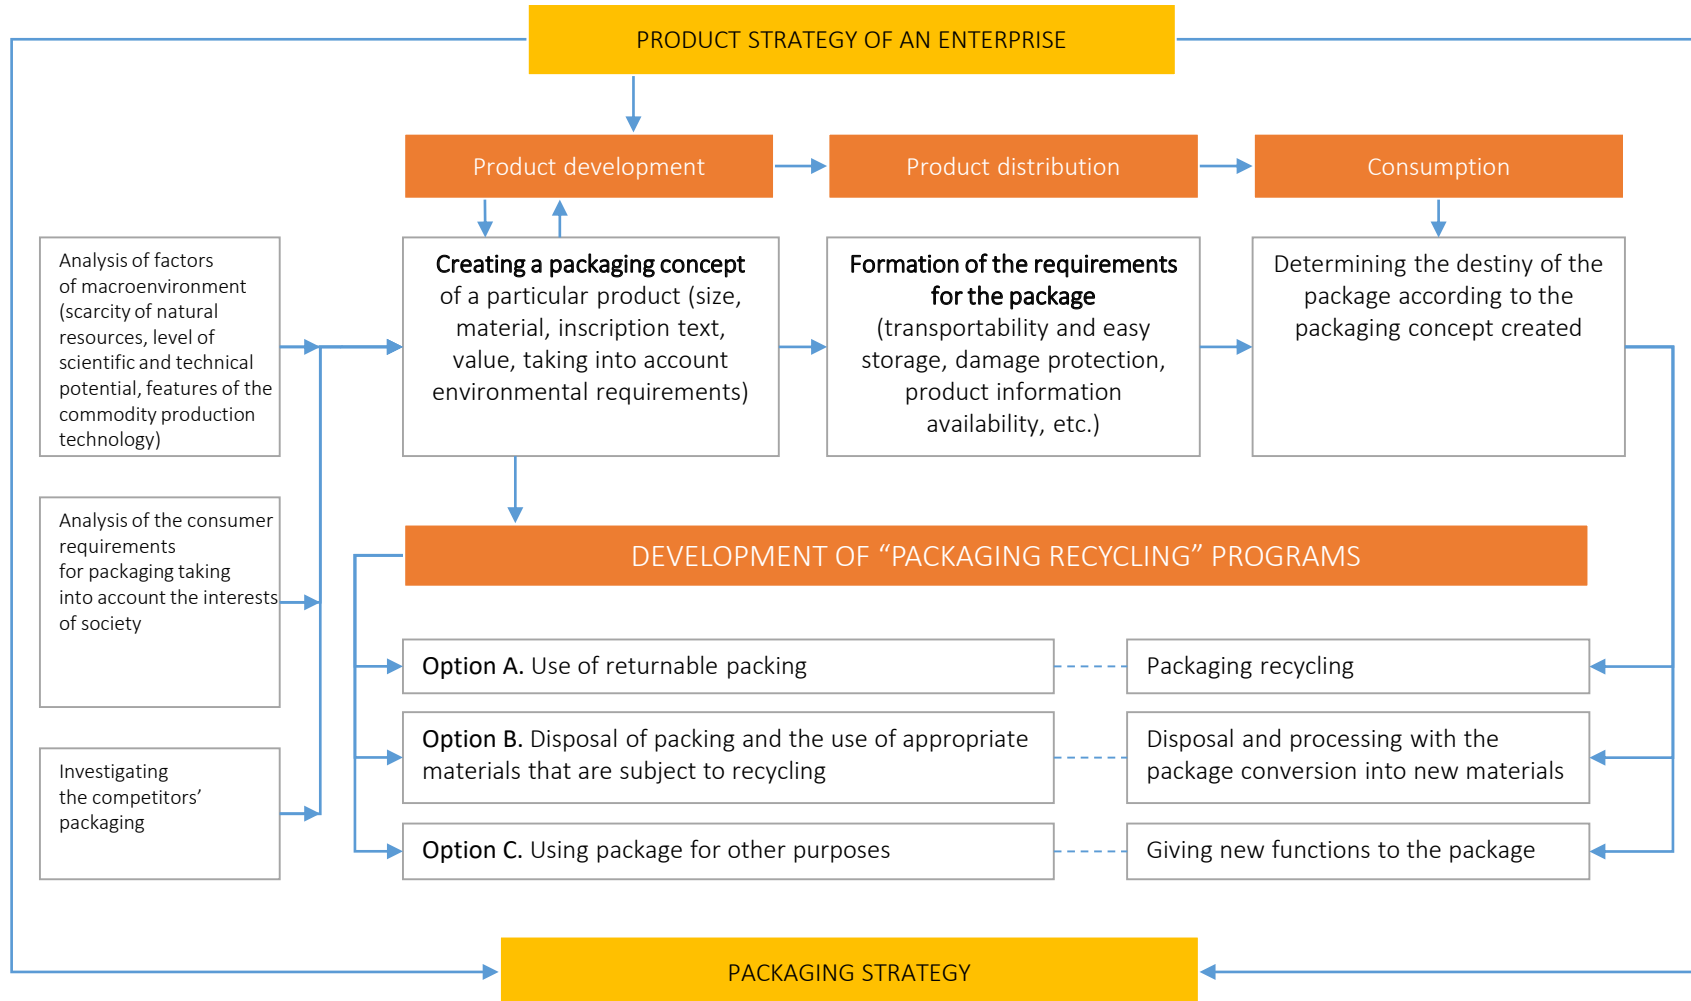 PRODUCT STRATEGY OF AN ENTERPRISE
Product development
Product distribution
Consumption
Analysis of factors
of macroenvironment
(scarcity of natural
resources, level of
scientific and technical
potential, features of the
commodity production
technology)
Creating a packaging concept
of a particular product (size,
material, inscription text,
value, taking into account
environmental requirements)
Formation of the requirements
for the package
(transportability and easy
storage, damage protection,
product information
availability, etc.)
Determining the destiny of the
package according to the
packaging concept created
Analysis of the consumer
requirements
for packaging taking
into account the interests
of society
Investigating
the competitors’
packaging
DEVELOPMENT OF “PACKAGING RECYCLING” PROGRAMS
Option A. Use of returnable packing
Packaging recycling
Option B. Disposal of packing and the use of appropriate
materials that are subject to recycling
Disposal and processing with the
package conversion into new materials
Option C. Using package for other purposes
Giving new functions to the package
PACKAGING STRATEGY